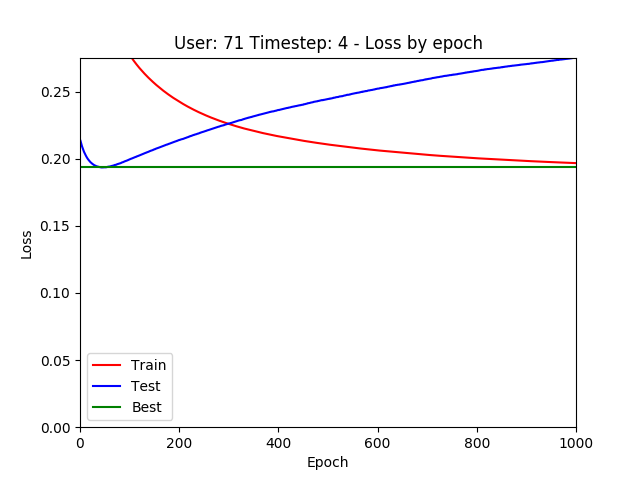 User: 71 Timestep: 4 - Loss by epoch
0.25
0.20
0.15
0.10
0.05
0.00
Loss
Train
Test
Best
0 200 400 600 800 1000
Epoch